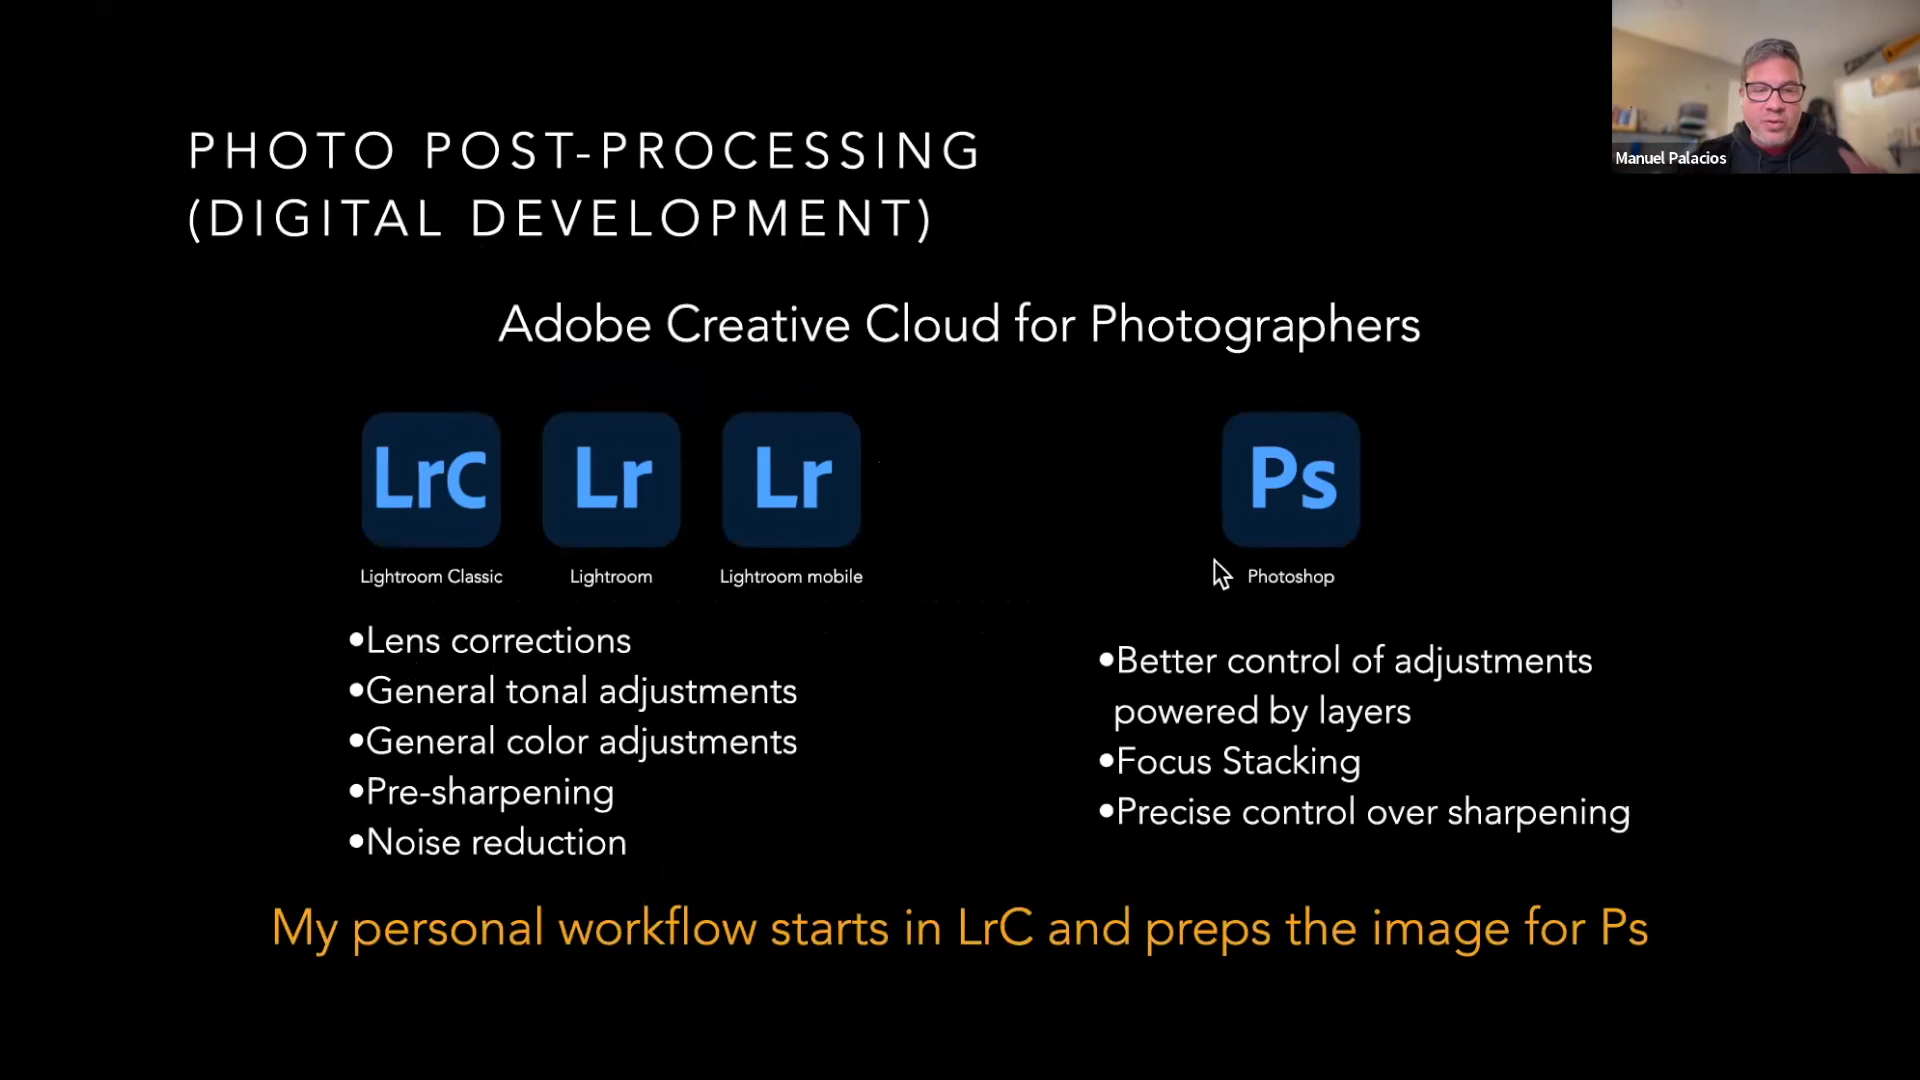 Manuel Palacios
PHOTO POST-PROCESSING
(DIGITAL DEVELOPMENT)
Adobe Creative Cloud for Photographers
LrC
Lr
Lr
Ps
Lightroom Classic
Lightroom
Lightroom mobile
Photoshop
•Lens corrections
•General tonal adjustments
•General color adjustments
•Pre-sharpening
•Noise reduction
•Better control of adjustments
powered by layers
•Focus Stacking
•Precise control over sharpening
My personal workflow starts in LrC and preps the image for Ps